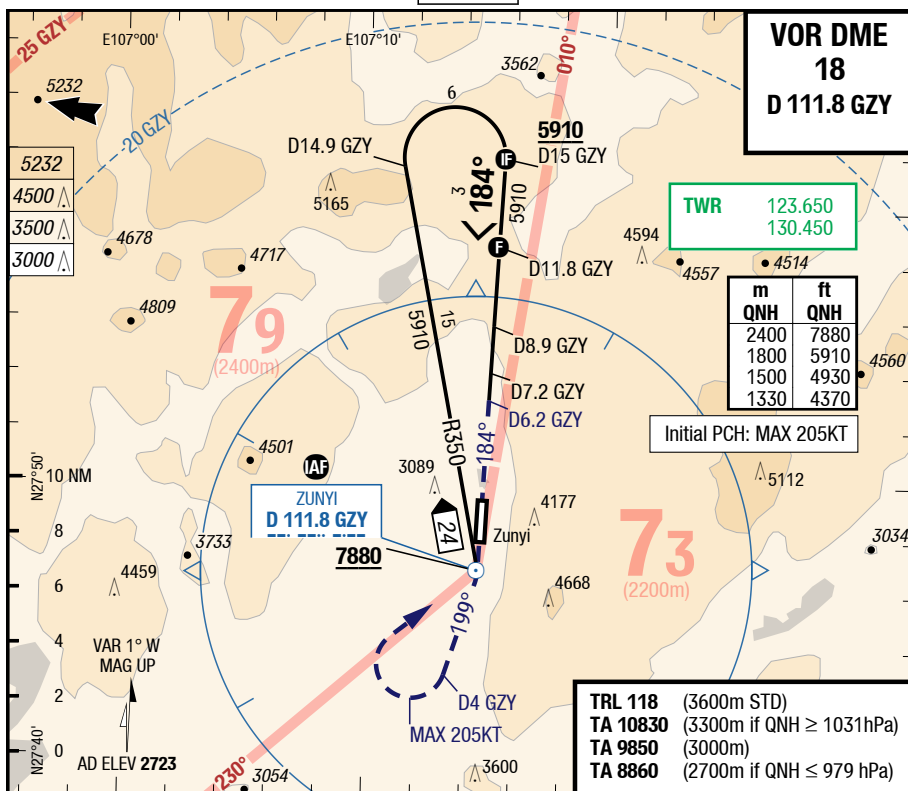 VOR DME
18
D 111.8 GZY
25 GZY
E107°00'
E107°10'
010°
3562
5232
20 GZY
6
5910
D14.9 GZY
IF
D15 GZY
5232
4500
3500
3000
5165
3
184°
5910
TWR 123.650
130.450
4678
4717
F
D11.8 GZY
4594
4557
4514
m ft
QNH QNH
2400 7880
1800 5910
1500 4930
1330 4370
4809
79
(2400m)
5910
15
D8.9 GZY
4560
D7.2 GZY
D6.2 GZY
Initial PCH: MAX 205KT
4501
IAF
R350
184°
N27°50'
10 NM
3089
5112
ZUNYI
D 111.8 GZY
24
4177
Zunyi
73
(2200m)
8
3733
7880
3034
6
4459
4668
199°
4
VAR 1° W
MAG UP
2
D4 GZY
MAX 205KT
TRL 118 (3600m STD)
TA 10830 (3300m if QNH ≥ 1031hPa)
TA 9850 (3000m)
TA 8860 (2700m if QNH ≤ 979 hPa)
N27°40'
0
AD ELEV 2723
230°
3054
3600